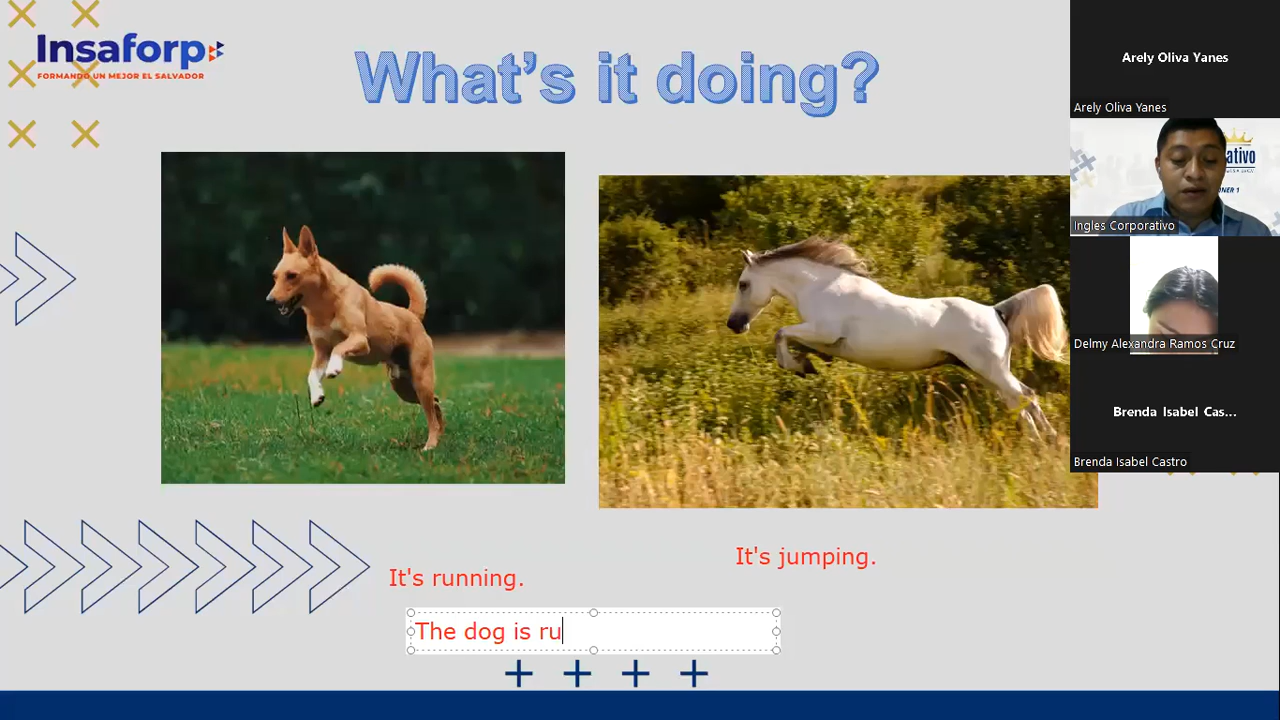 Insaforp
FORMANDO UN MEJOR EL SALVADOR
What's it doing?
It's running.
It's jumping.
The dog is ru
Arely Oliva Yanes
Arely Oliva Yanes
ativo
Ingles Corporativo
Delmy Alexandra Ramos Cruz
Brenda Isabel Cas...
Brenda Isabel Castro